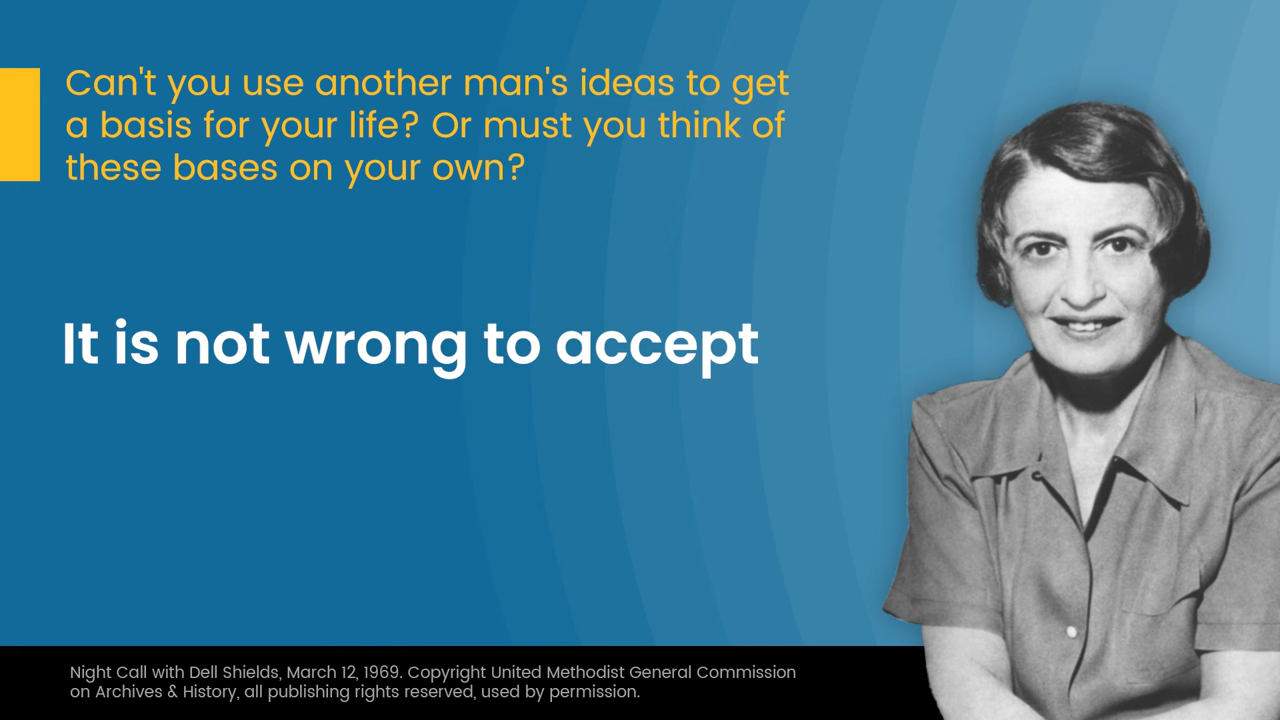 Can't you use another man's ideas to get
a basis for your life? Or must you think of
these bases on your own?
It is not wrong to accept
Night Call with Dell Shields, March 12, 1969. Copyright United Methodist General Commission
on Archives & History, all publishing rights reserved, used by permission.